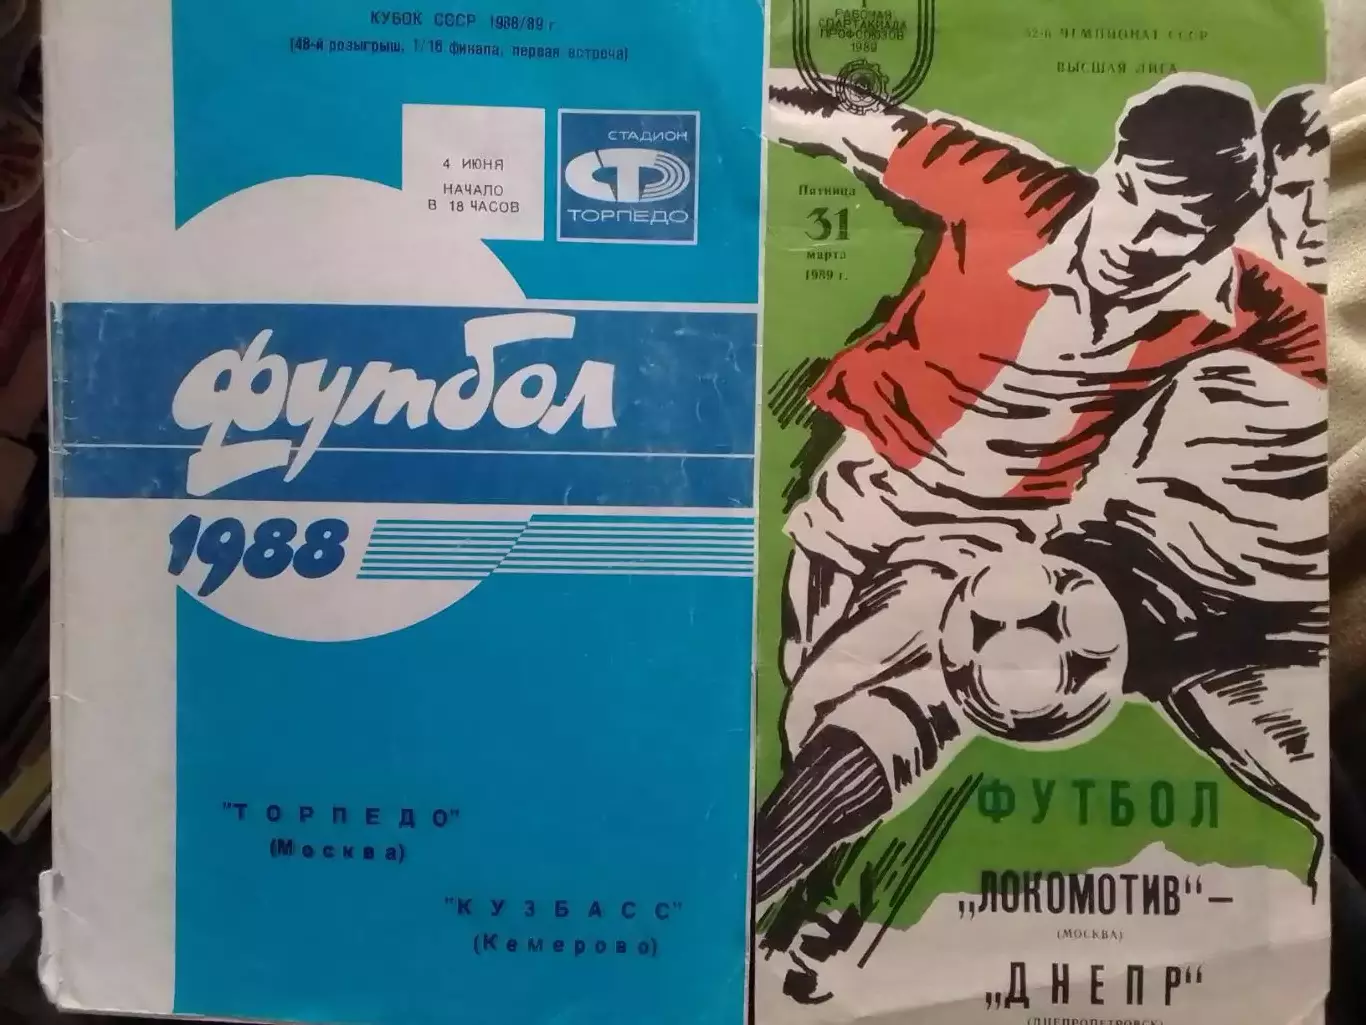 КУБОК СССР 1988/89 г.
(48-й розыгрыш, 1/16 финала, первая встреча)
4 ИЮНЯ
НАЧАЛО
В 18 ЧАСОВ
СТАДИОН
СТ
ТОРПЕДО
футбол
1988
"ТОРПЕДО"
(Москва)
"КУЗБАСС"
(Кемерово)
I
РАБОЧАЯ
СПАРТАКИАДА
ПРОФСОЮЗОВ
1989
52-й ЧЕМПИОНАТ СССР
ВЫСШАЯ ЛИГА
Пятница
31
марта
1989 г.
ФУТБОЛ
„ЛОКОМОТИВ“ –
(МОСКВА)
„ДНЕПР“
(ДНЕПРОПЕТРОВСК)